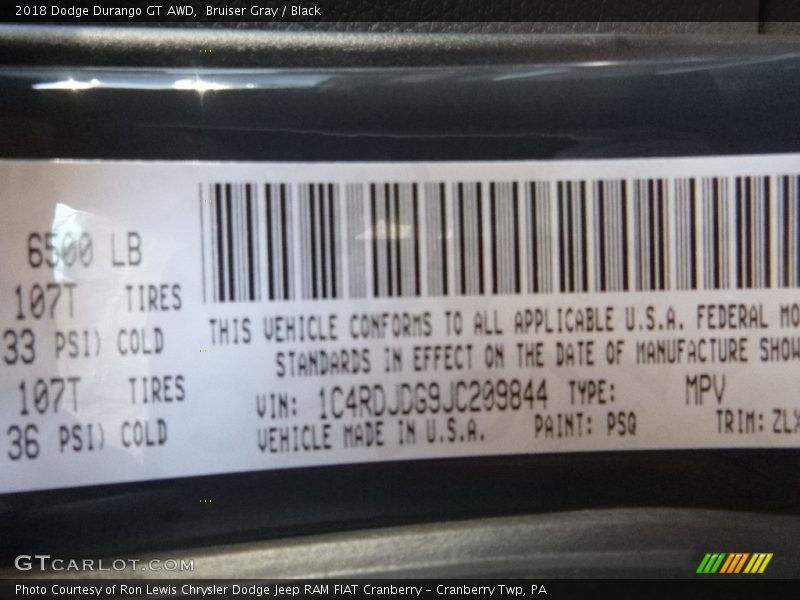 2018 Dodge Durango GT AWD, Bruiser Gray / Black
6500 LB
107T TIRES
33 PSI) COLD
107T TIRES
36 PSI) COLD
THIS VEHICLE CONFORMS TO ALL APPLICABLE U.S.A. FEDERAL MO
STANDARDS IN EFFECT ON THE DATE OF MANUFACTURE SHOW
VIN: 1C4RDJDG9JC209844 TYPE: MPV
VEHICLE MADE IN U.S.A. PAINT: PSQ TRIM: ZLX
GTCARLOT.COM
Photo Courtesy of Ron Lewis Chrysler Dodge Jeep RAM FIAT Cranberry – Cranberry Twp, PA